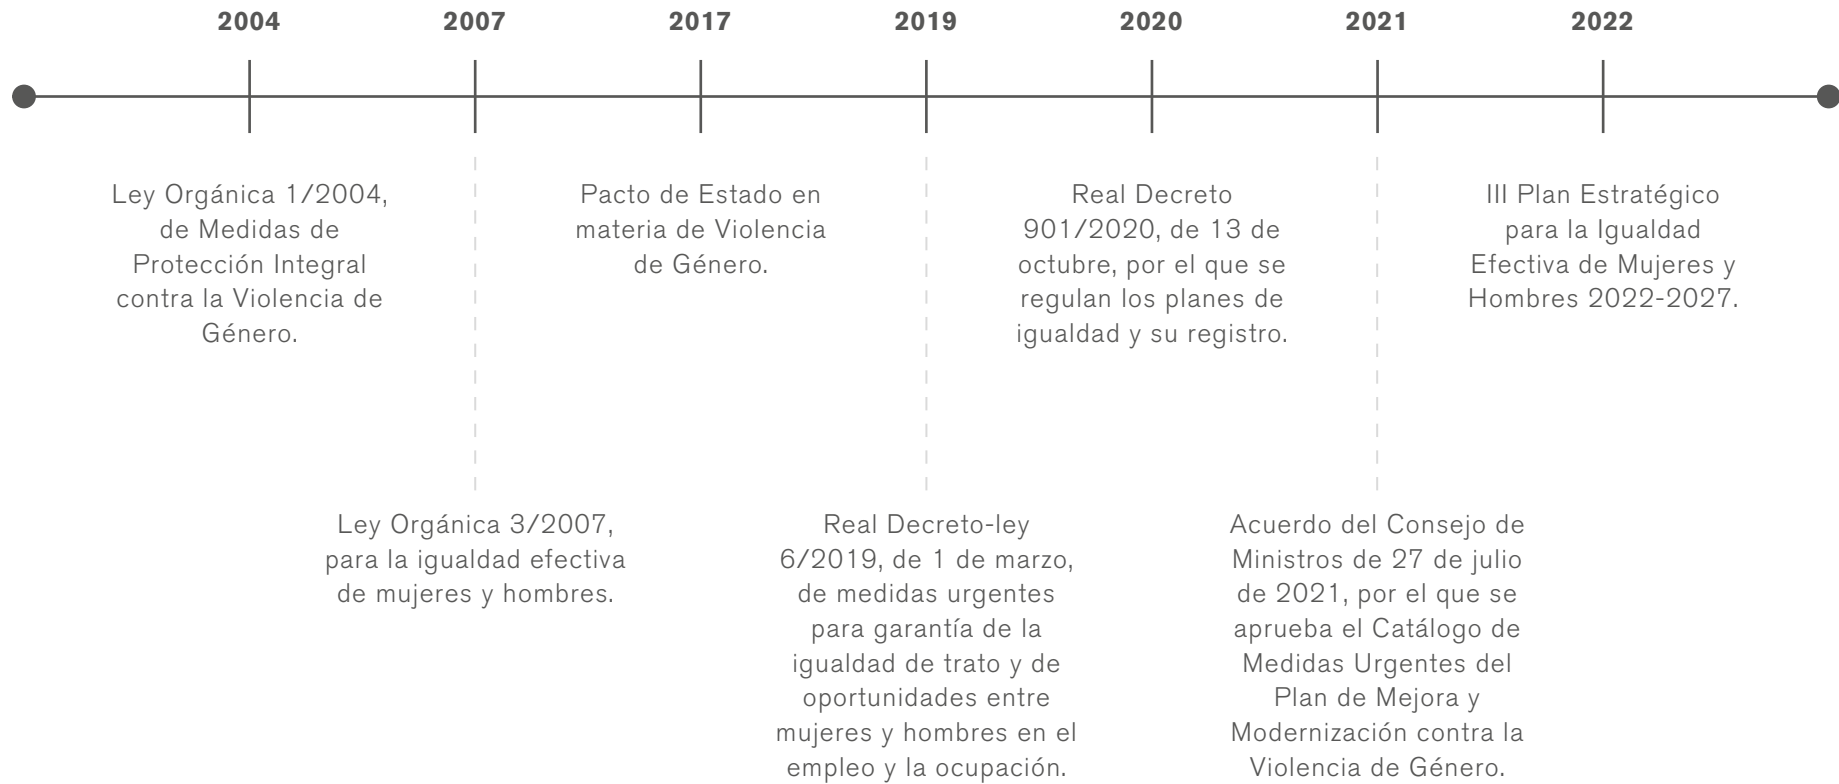 2004
2007
2017
2019
2020
2021
2022
Ley Orgánica 1/2004,
de Medidas de
Protección Integral
contra la Violencia de
Género.
Pacto de Estado en
materia de Violencia
de Género.
Real Decreto
901/2020, de 13 de
octubre, por el que se
regulan los planes de
igualdad y su registro.
III Plan Estratégico
para la Igualdad
Efectiva de Mujeres y
Hombres 2022-2027.
Ley Orgánica 3/2007,
para la igualdad efectiva
de mujeres y hombres.
Real Decreto-ley
6/2019, de 1 de marzo,
de medidas urgentes
para garantía de la
igualdad de trato y de
oportunidades entre
mujeres y hombres en el
empleo y la ocupación.
Acuerdo del Consejo de
Ministros de 27 de julio
de 2021, por el que se
aprueba el Catálogo de
Medidas Urgentes del
Plan de Mejora y
Modernización contra la
Violencia de Género.